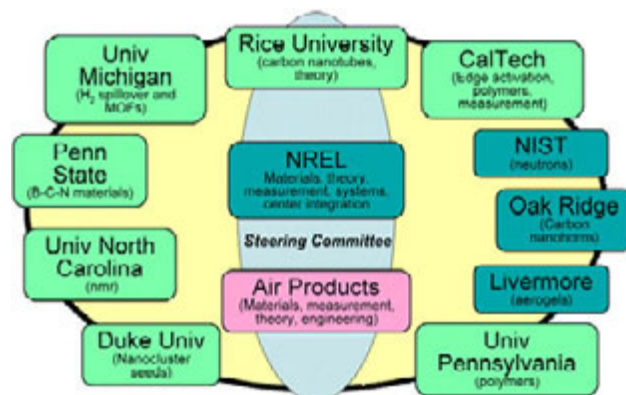 Univ
Michigan
(H₂ spillover and
MOFs)
Rice University
(carbon nanotubes,
theory)
CalTech
(Edge activation,
polymers,
measurement)
Penn
State
(B-C-N materials)
NREL
Materials, theory,
measurement, systems,
center integration
NIST
(neutrons)
Oak Ridge
(Carbon
nanohorns)
Steering Committee
Univ North
Carolina
(nmr)
Air Products
(Materials, measurement,
theory, engineering)
Livermore
(aerogels)
Duke Univ
(Nanocluster
seeds)
Univ
Pennsylvania
(polymers)